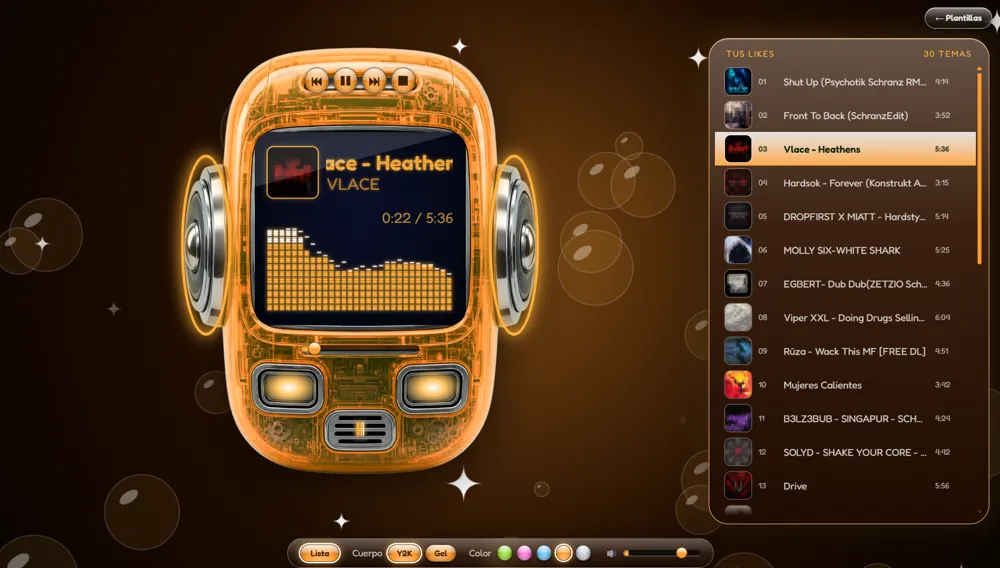 ← Plantillas
ace - Heather
VLACE
0:22 / 5:36
TUS LIKES 30 TEMAS
01 Shut Up (Psychotik Schranz RM... 4:14
02 Front To Back (SchranzEdit) 3:52
03 Vlace - Heathens 5:36
04 Hardsok - Forever (Konstrukt A... 3:15
05 DROPFIRST X MIATT - Hardsty... 5:14
06 MOLLY SIX-WHITE SHARK 5:25
07 EGBERT- Dub Dub(ZETZIO Sch... 4:36
08 Viper XXL - Doing Drugs Sellin... 6:04
09 Rüza - Wack This MF [FREE DL] 4:51
10 Mujeres Calientes 3:42
11 B3LZ3BUB - SINGAPUR - SCH... 4:24
12 SOLYD - SHAKE YOUR CORE - ... 4:42
13 Drive 5:56
Lista Cuerpo Y2K Gel Color